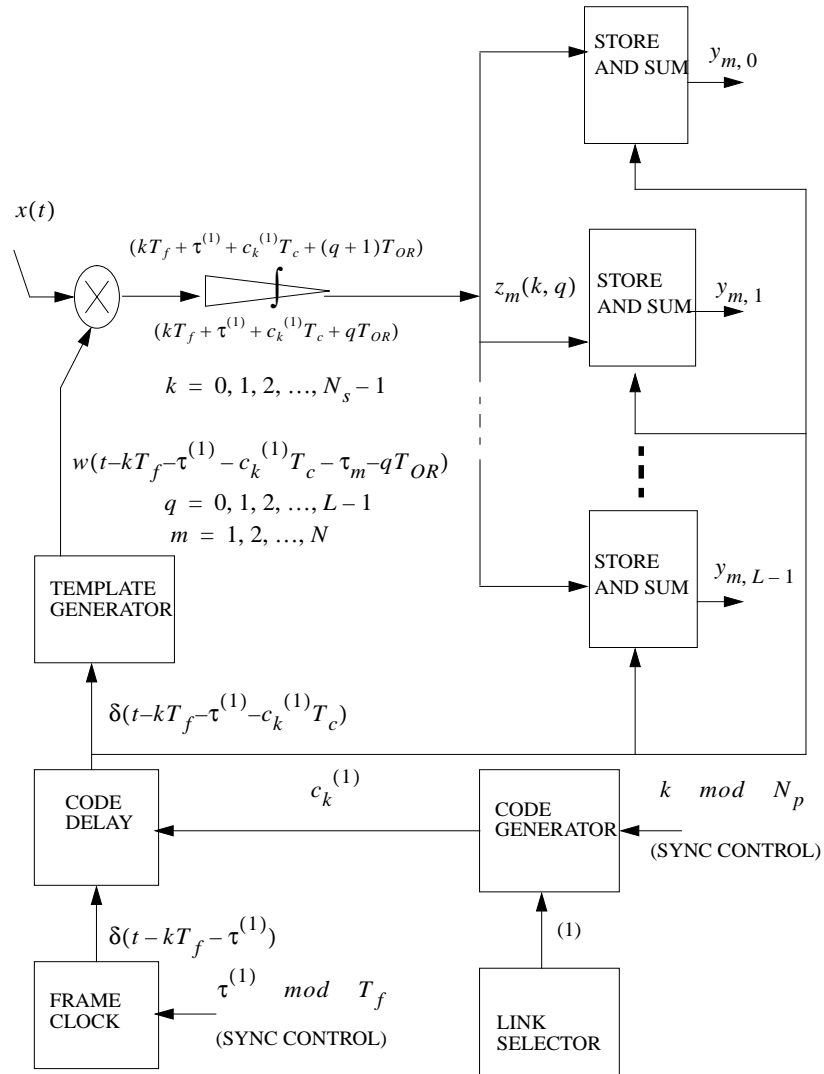 STORE
AND SUM
y_{m, 0}
x(t)
(kT_f + τ^{(1)} + c_k^{(1)}T_c + (q + 1)T_{OR})
∫
(kT_f + τ^{(1)} + c_k^{(1)}T_c + qT_{OR})
z_m(k, q)
STORE
AND SUM
y_{m, 1}
k = 0, 1, 2, …, N_s – 1
w(t–kT_f–τ^{(1)} – c_k^{(1)}T_c – τ_m–qT_{OR})
q = 0, 1, 2, …, L – 1
m = 1, 2, …, N
STORE
AND SUM
y_{m, L – 1}
TEMPLATE
GENERATOR
δ(t–kT_f–τ^{(1)}–c_k^{(1)}T_c)
CODE
DELAY
c_k^{(1)}
CODE
GENERATOR
k mod N_p
(SYNC CONTROL)
δ(t – kT_f – τ^{(1)})
(1)
FRAME
CLOCK
τ^{(1)} mod T_f
(SYNC CONTROL)
LINK
SELECTOR